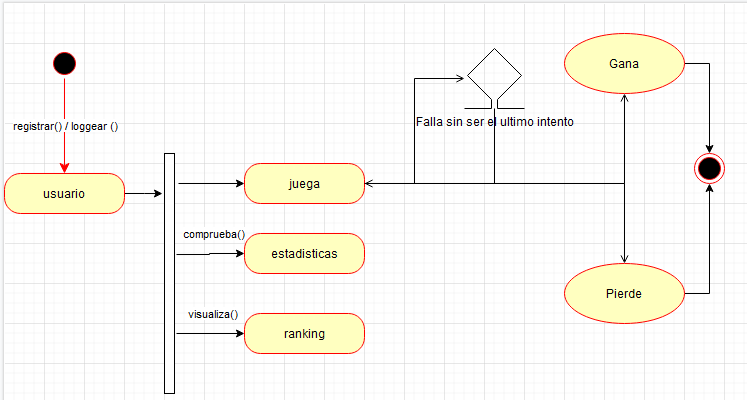 Gana
registrar() / loggear ()
Falla sin ser el ultimo intento
usuario
juega
comprueba()
estadisticas
Pierde
visualiza()
ranking